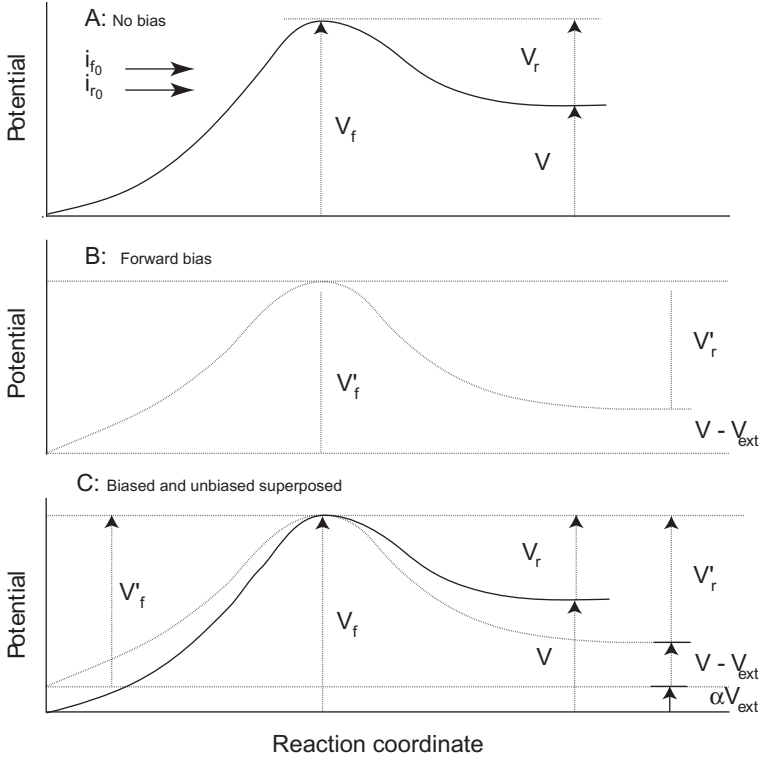 A: No bias
Potential
i_f0
i_r0
V_r
V_f
V
B: Forward bias
Potential
V'_r
V'_f
V - V_ext
C: Biased and unbiased superposed
Potential
V'_f
V_r
V'_r
V_f
V
V - V_ext
αV_ext
Reaction coordinate